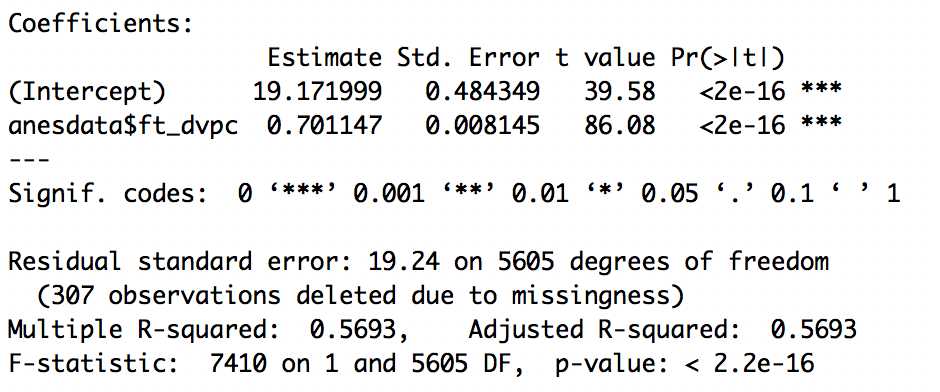 Coefficients:
Estimate Std. Error t value Pr(>|t|)
(Intercept) 19.171999 0.484349 39.58 <2e-16 ***
anesdata$ft_dvpc 0.701147 0.008145 86.08 <2e-16 ***
---
Signif. codes: 0 ‘***’ 0.001 ‘**’ 0.01 ‘*’ 0.05 ‘.’ 0.1 ‘ ’ 1
Residual standard error: 19.24 on 5605 degrees of freedom
(307 observations deleted due to missingness)
Multiple R-squared: 0.5693, Adjusted R-squared: 0.5693
F-statistic: 7410 on 1 and 5605 DF, p-value: < 2.2e-16